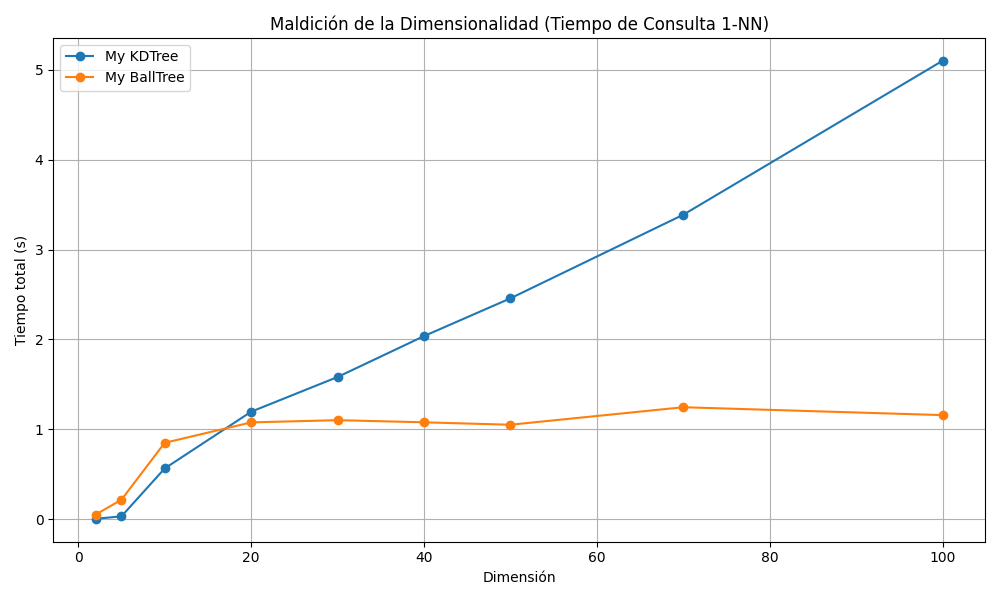 Maldición de la Dimensionalidad (Tiempo de Consulta 1-NN)
My KDTree
My BallTree
5
4
3
2
1
0
Tiempo total (s)
0 20 40 60 80 100
Dimensión